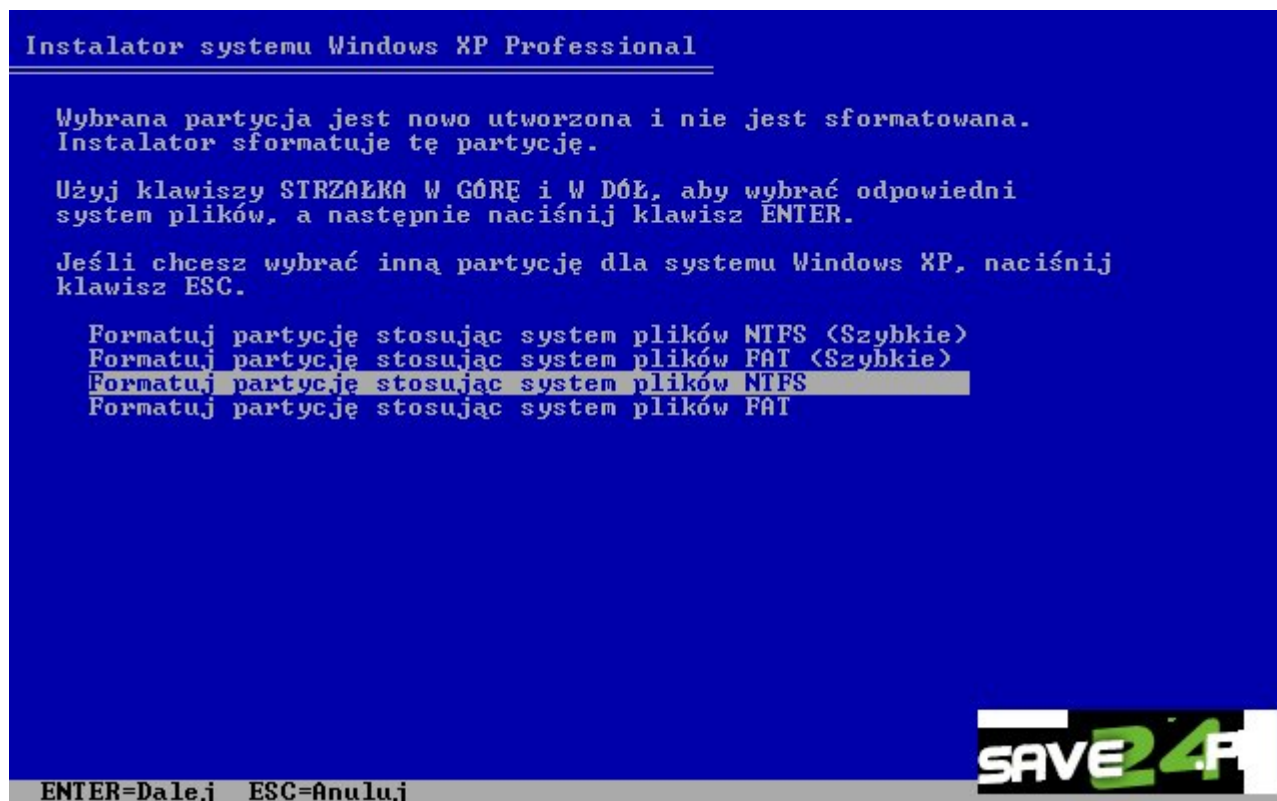 Instalator systemu Windows XP Professional
Wybrana partycja jest nowo utworzona i nie jest sformatowana.
Instalator sformatuje tę partycję.
Użyj klawiszy STRZAŁKA W GÓRĘ i W DÓŁ, aby wybrać odpowiedni
system plików, a następnie naciśnij klawisz ENTER.
Jeśli chcesz wybrać inną partycję dla systemu Windows XP, naciśnij
klawisz ESC.
Formatuj partycję stosując system plików NTFS (Szybkie)
Formatuj partycję stosując system plików FAT (Szybkie)
Formatuj partycję stosując system plików NTFS
Formatuj partycję stosując system plików FAT
SAVE24.P
ENTER=Dalej ESC=Anuluj